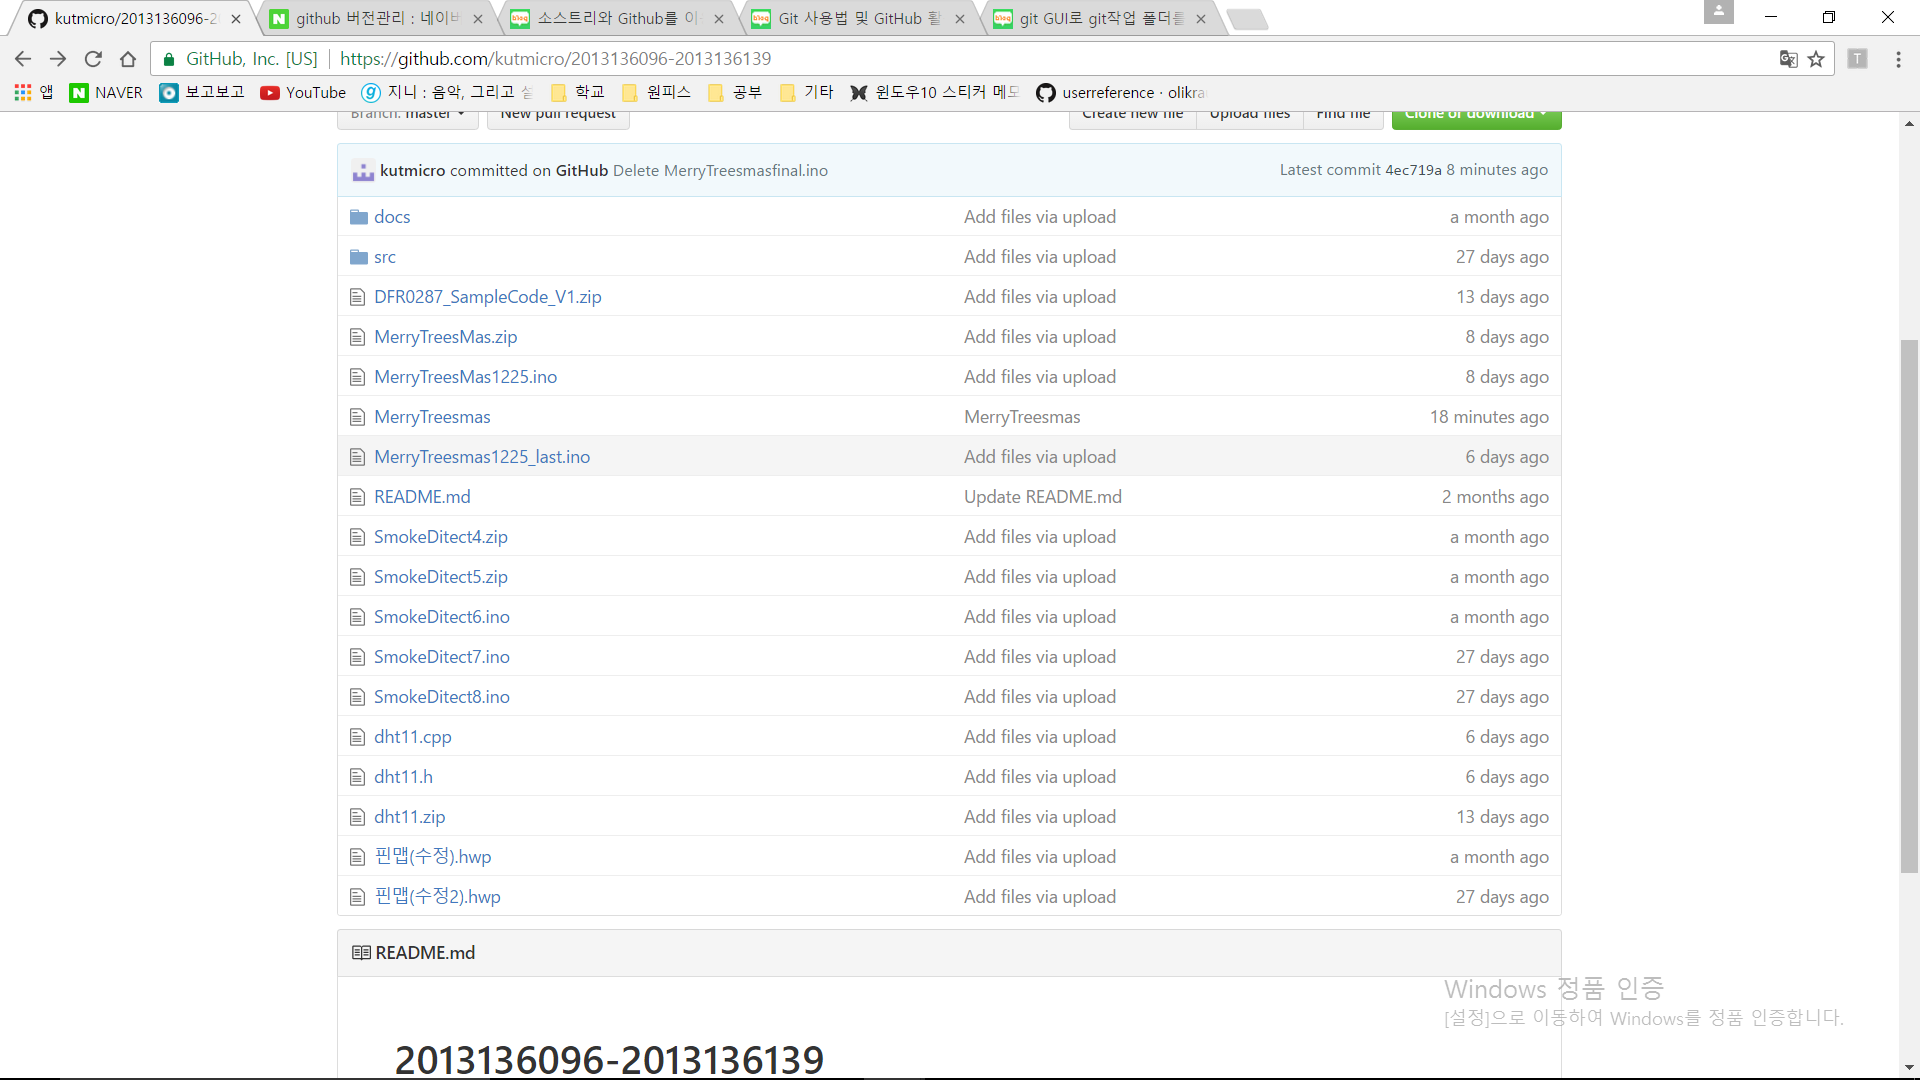 kutmicro/2013136096-2
github 버전관리 : 네이버
소스트리와 Github를 이
Git 사용법 및 GitHub 활
git GUI로 git작업 폴더를
GitHub, Inc. [US] https://github.com/kutmicro/2013136096-2013136139
앱 NAVER 보고보고 YouTube 지니 : 음악, 그리고 학교 원피스 공부 기타 윈도우10 스티커 메모 userreference · olikra
Branch: master New pull request Create new file Upload files Find file Clone or download
kutmicro committed on GitHub Delete MerryTreesmasfinal.ino Latest commit 4ec719a 8 minutes ago
docs Add files via upload a month ago
src Add files via upload 27 days ago
DFR0287_SampleCode_V1.zip Add files via upload 13 days ago
MerryTreesMas.zip Add files via upload 8 days ago
MerryTreesMas1225.ino Add files via upload 8 days ago
MerryTreesmas MerryTreesmas 18 minutes ago
MerryTreesmas1225_last.ino Add files via upload 6 days ago
README.md Update README.md 2 months ago
SmokeDitect4.zip Add files via upload a month ago
SmokeDitect5.zip Add files via upload a month ago
SmokeDitect6.ino Add files via upload a month ago
SmokeDitect7.ino Add files via upload 27 days ago
SmokeDitect8.ino Add files via upload 27 days ago
dht11.cpp Add files via upload 6 days ago
dht11.h Add files via upload 6 days ago
dht11.zip Add files via upload 13 days ago
핀맵(수정).hwp Add files via upload a month ago
핀맵(수정2).hwp Add files via upload 27 days ago
README.md
Windows 정품 인증
[설정]으로 이동하여 Windows를 정품 인증합니다.
2013136096-2013136139